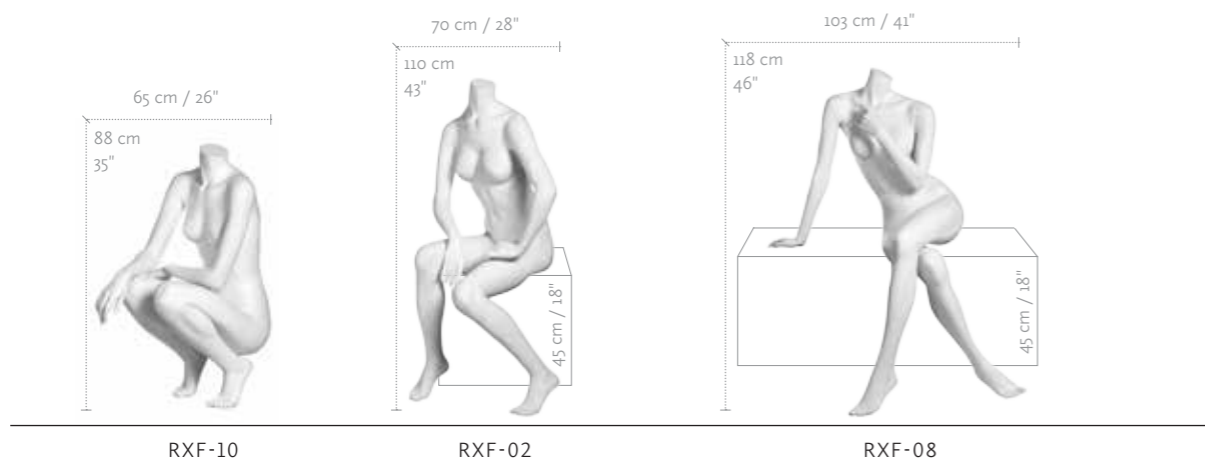 65 cm / 26"
88 cm
35"
RXF-10
70 cm / 28"
110 cm
43"
45 cm / 18"
RXF-02
103 cm / 41"
118 cm
46"
45 cm / 18"
RXF-08